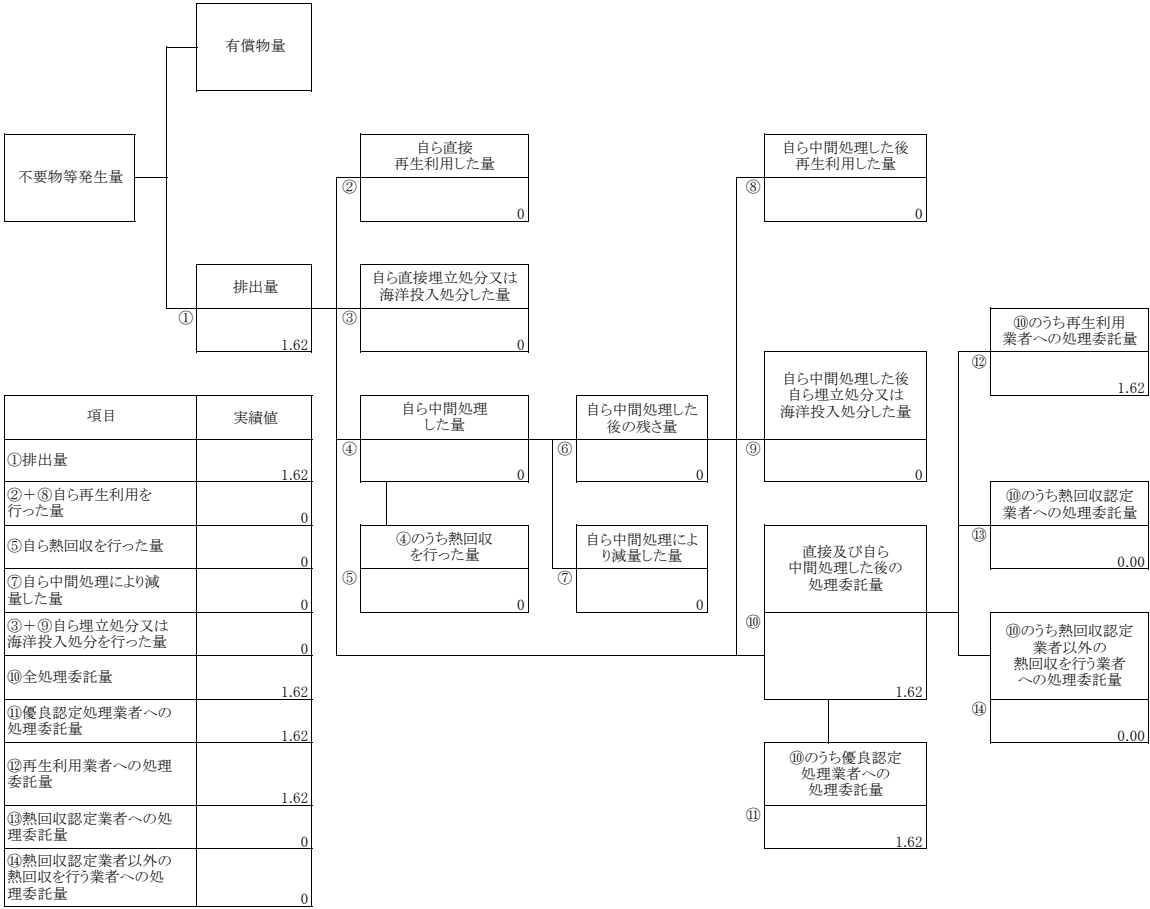 有償物量
不要物等発生量
自ら直接
再生利用した量
②
0
自ら中間処理した後
再生利用した量
⑧
0
排出量
①
1.62
自ら直接埋立処分又は
海洋投入処分した量
③
0
⑩のうち再生利用
業者への処理委託量
⑫
1.62
自ら中間処理した後
自ら埋立処分又は
海洋投入処分した量
⑨
0
自ら中間処理
した量
④
0
自ら中間処理した
後の残さ量
⑥
0
④のうち熱回収
を行った量
⑤
0
自ら中間処理によ
り減量した量
⑦
0
直接及び自ら
中間処理した後の
処理委託量
⑩
1.62
⑩のうち熱回収認定
業者への処理委託量
⑬
0.00
⑩のうち熱回収認定
業者以外の
熱回収を行う業者
への処理委託量
⑭
0.00
⑩のうち優良認定
処理業者への
処理委託量
⑪
1.62
項目 実績値
①排出量
1.62
②＋⑧自ら再生利用を
行った量
0
⑤自ら熱回収を行った量
0
⑦自ら中間処理により減
量した量
0
③＋⑨自ら埋立処分又は
海洋投入処分を行った量
0
⑩全処理委託量
1.62
⑪優良認定処理業者への
処理委託量
1.62
⑫再生利用業者への処理
委託量
1.62
⑬熱回収認定業者への処
理委託量
0
⑭熱回収認定業者以外の
熱回収を行う業者への処
理委託量
0